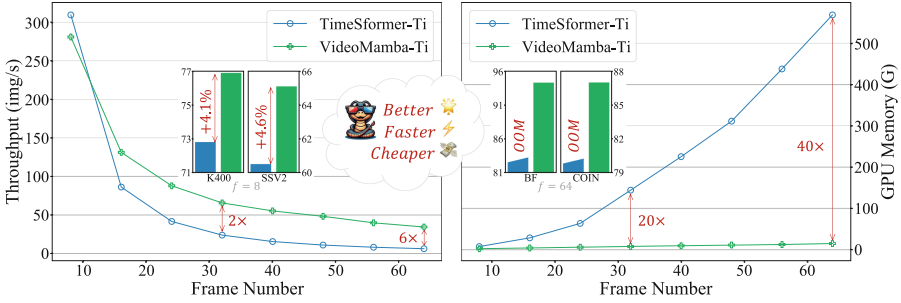 TimeSformer-Ti
VideoMamba-Ti
Throughput (img/s)
300
250
200
150
100
50
0
10
20
30
40
50
60
Frame Number
77
75
73
71
+4.1%
K400
+4.6%
SSV2
66
64
62
60
f = 8
2×
6×
Better
Faster
Cheaper
TimeSformer-Ti
VideoMamba-Ti
96
91
86
81
OOM
BF
OOM
COIN
88
85
82
79
f = 64
20×
40×
500
400
300
200
100
0
GPU Memory (G)
10
20
30
40
50
60
Frame Number